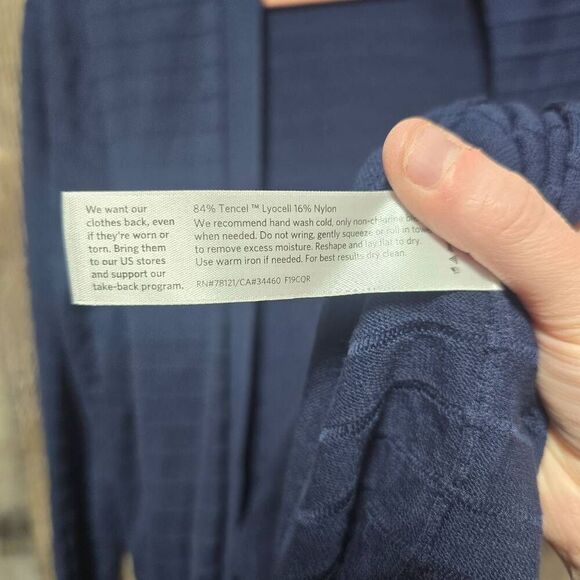 We want our
clothes back, even
if they're worn or
torn. Bring them
to our US stores
and support our
take-back program.
84% Tencel ™ Lyocell 16% Nylon
We recommend hand wash cold, only non-chlorine
when needed. Do not wring, gently squeeze or roll in
to remove excess moisture. Reshape and lay flat to dry.
Use warm iron if needed. For best results dry clean.
RN#78121/CA#34460 F19CQR